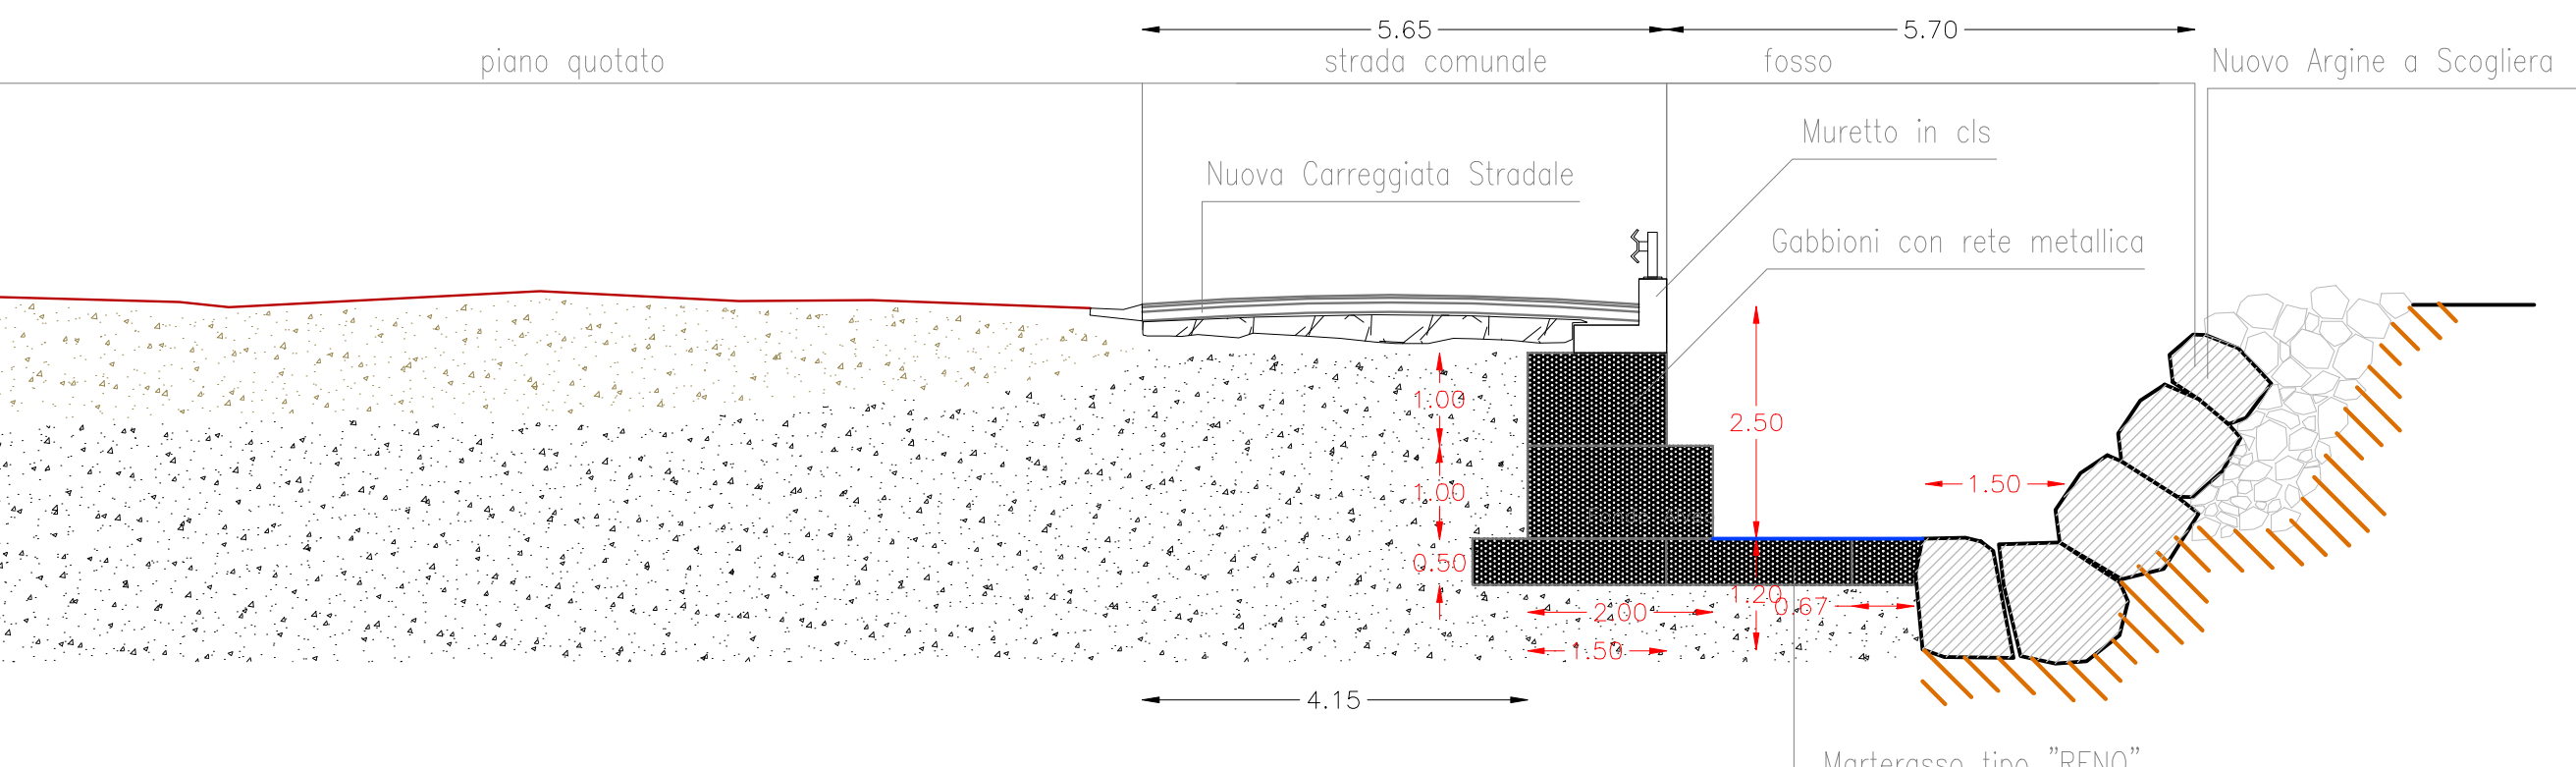 5.65
5.70
piano quotato
strada comunale
fosso
Nuovo Argine a Scogliera
Muretto in cls
Nuova Carreggiata Stradale
Gabbioni con rete metallica
1.00
2.50
1.00
1.50
0.50
1.20
0.67
2.00
1.50
4.15
Marterasso tipo "RENO"